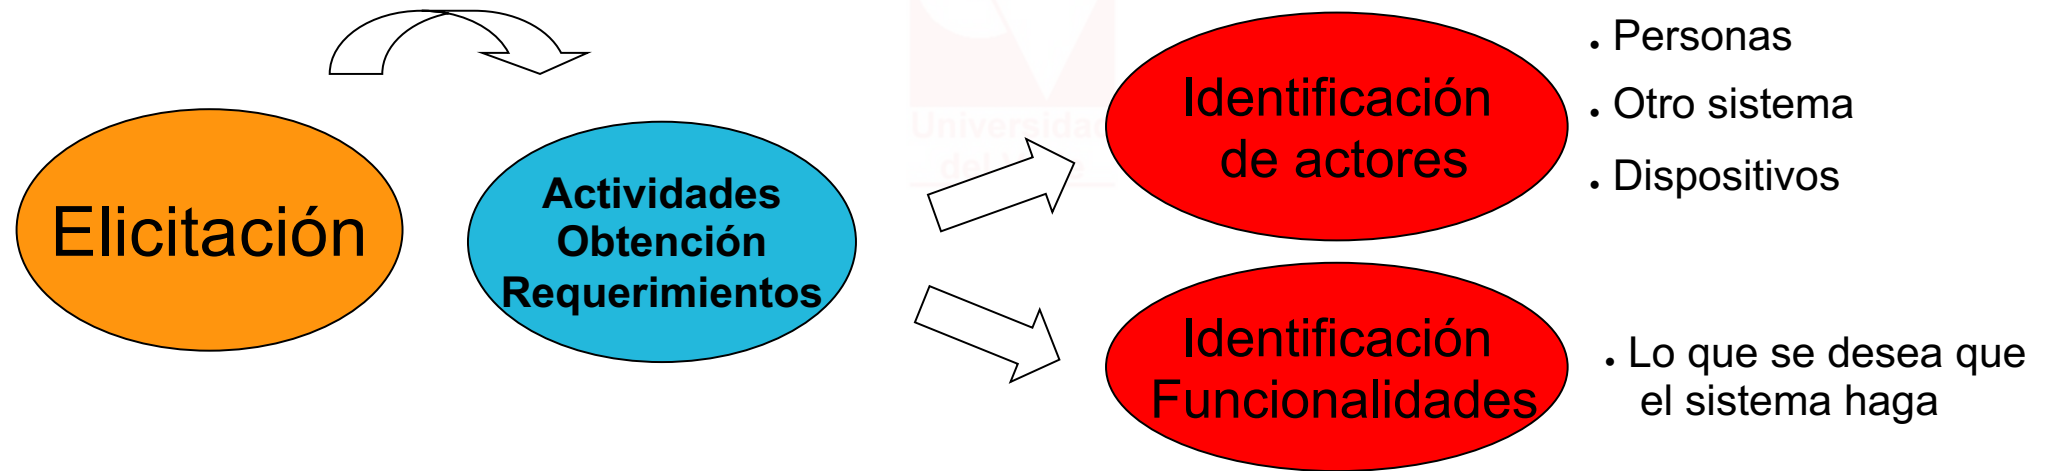 Elicitación
Actividades
Obtención
Requerimientos
Identificación
de actores
. Personas
. Otro sistema
. Dispositivos
Identificación
Funcionalidades
. Lo que se desea que
el sistema haga